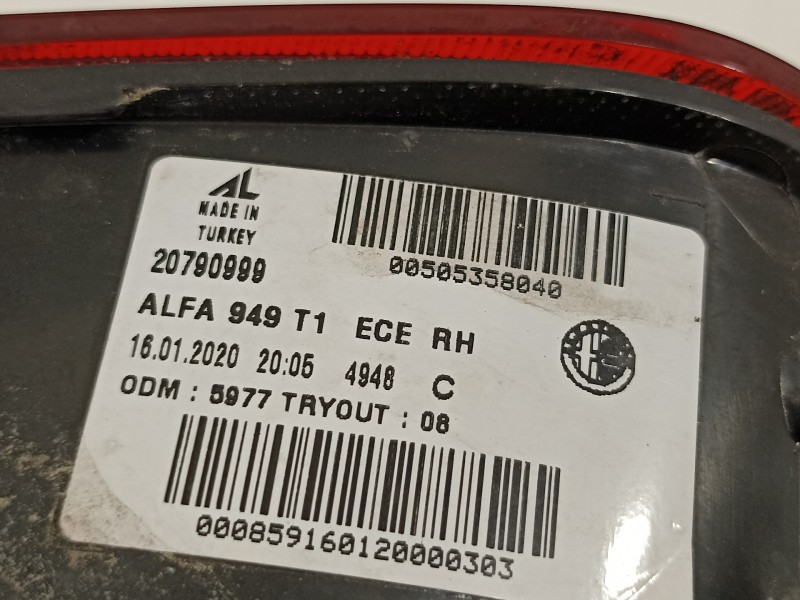 AL
MADE IN
TURKEY
00505358040
20790999
ALFA 949 T1 ECE RH
16.01.2020 20:05 4948 C
ODM : 5977 TRYOUT : 08
000859160120000303